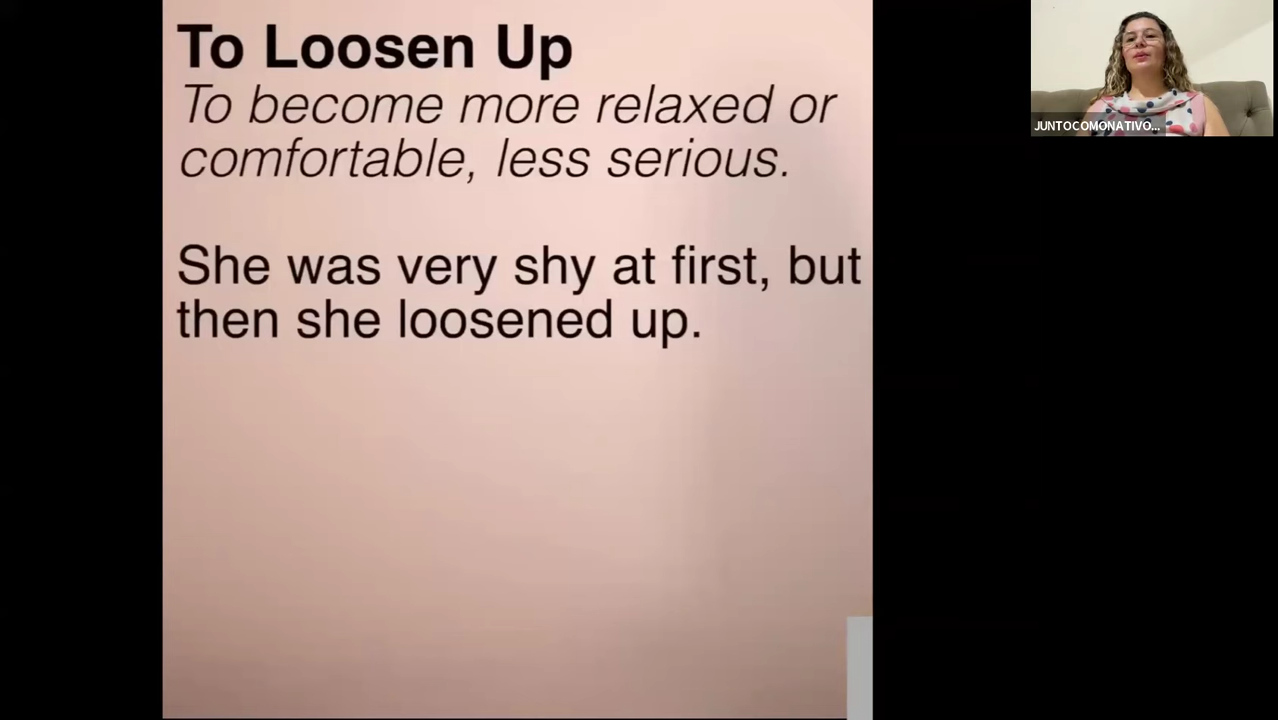 To Loosen Up
To become more relaxed or
comfortable, less serious.
She was very shy at first, but
then she loosened up.
JUNTOCOMONATIVO...